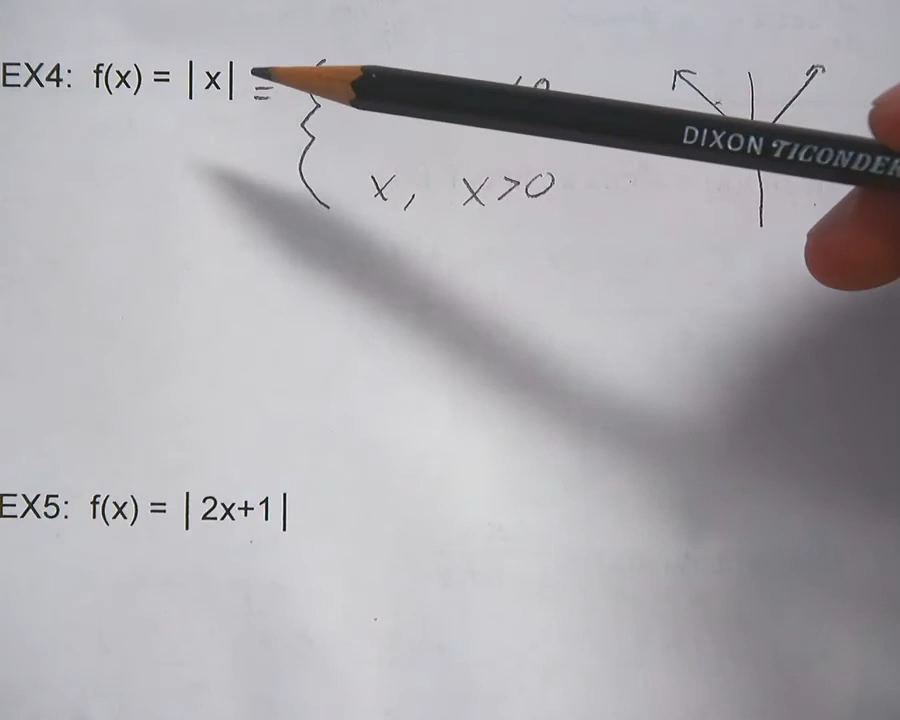 EX4: f(x) = |x| =
x, x>0
DIXON TICONDER
EX5: f(x) = |2x+1|